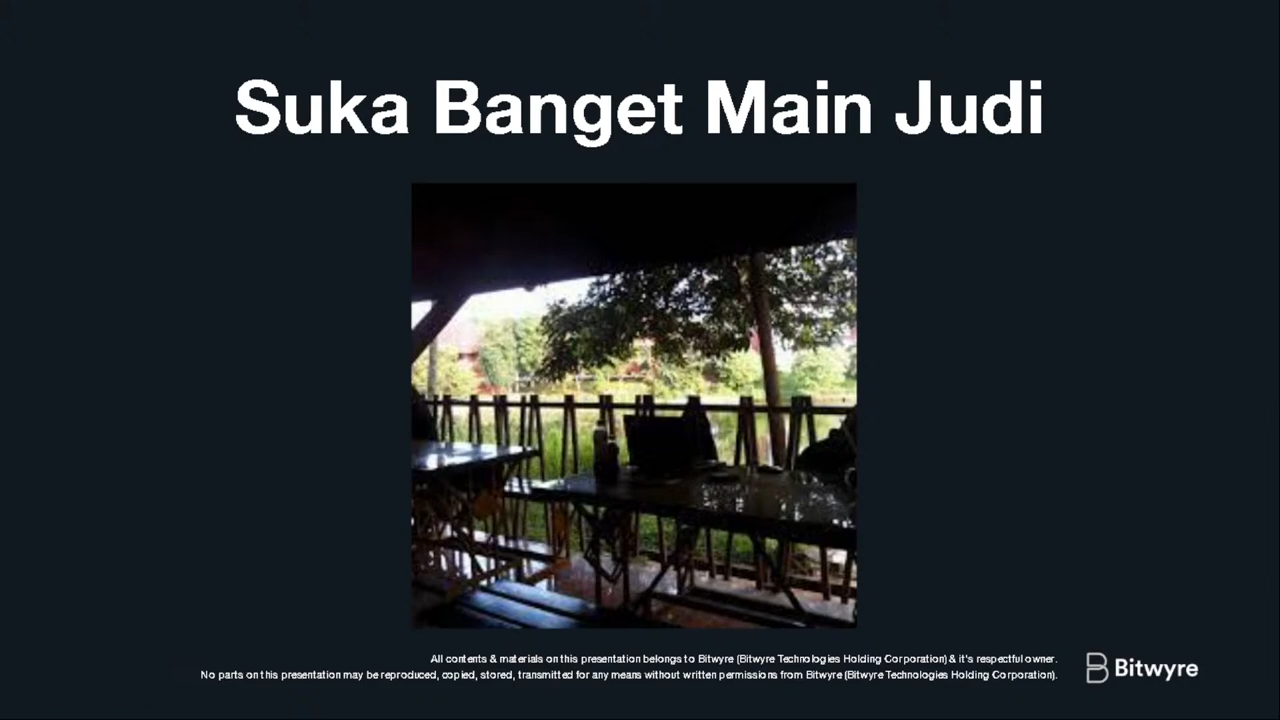 Suka Banget Main Judi
All contents & materials on this presentation belongs to Bitwyre (Bitwyre Technologies Holding Corporation) & it's respectful owner.
No parts on this presentation may be reproduced, copied, stored, transmitted for any means without written permissions from Bitwyre (Bitwyre Technologies Holding Corporation).
Bitwyre